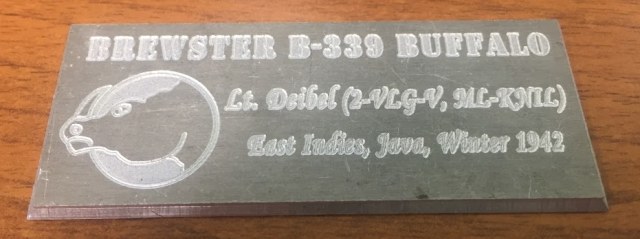 BREWSTER B-339 BUFFALO
Lt. Deibel (2-VLG-V, ML-KNIL)
East Indies, Java, Winter 1942